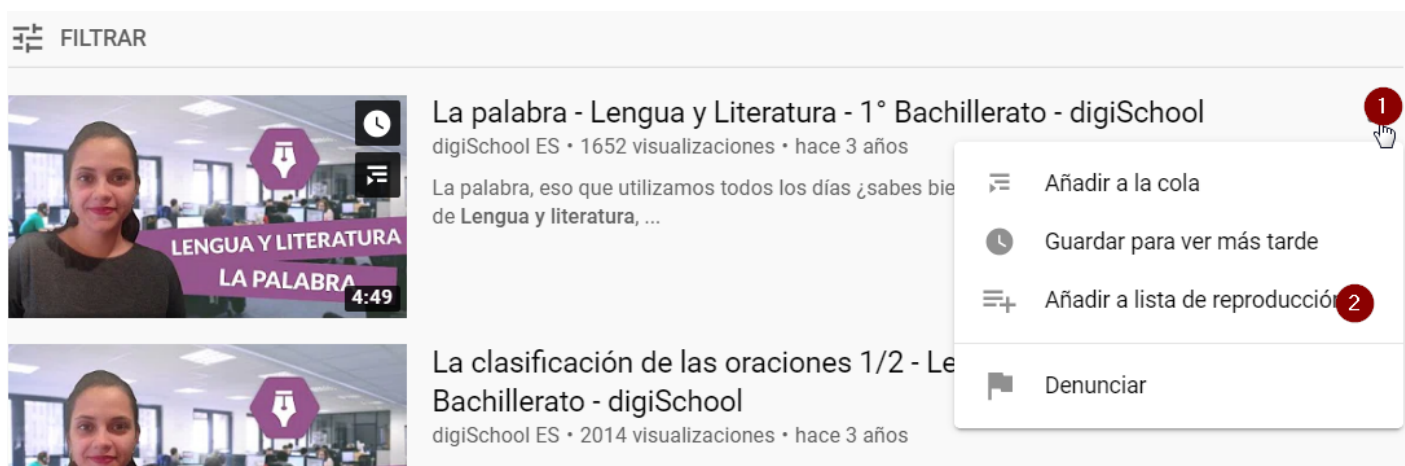 FILTRAR
La palabra - Lengua y Literatura - 1° Bachillerato - digiSchool
1
digiSchool ES • 1652 visualizaciones • hace 3 años
La palabra, eso que utilizamos todos los días ¿sabes bie
de Lengua y literatura, ...
LENGUA Y LITERATURA
LA PALABRA
4:49
Añadir a la cola
Guardar para ver más tarde
Añadir a lista de reproducción
2
Denunciar
La clasificación de las oraciones 1/2 - Le
Bachillerato - digiSchool
digiSchool ES • 2014 visualizaciones • hace 3 años